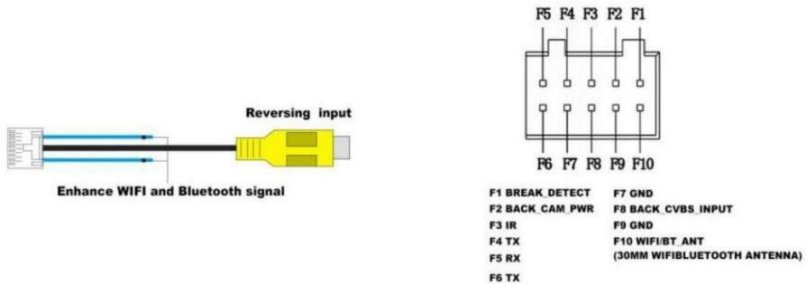 Reversing input
Enhance WIFI and Bluetooth signal
F5 F4 F3 F2 F1
F6 F7 F8 F9 F10
F1 BREAK_DETECT
F2 BACK_CAM_PWR
F3 IR
F4 TX
F5 RX
F6 TX
F7 GND
F8 BACK_CVBS_INPUT
F9 GND
F10 WIFI/BT_ANT
(30MM WIFIBLUETOOTH ANTENNA)